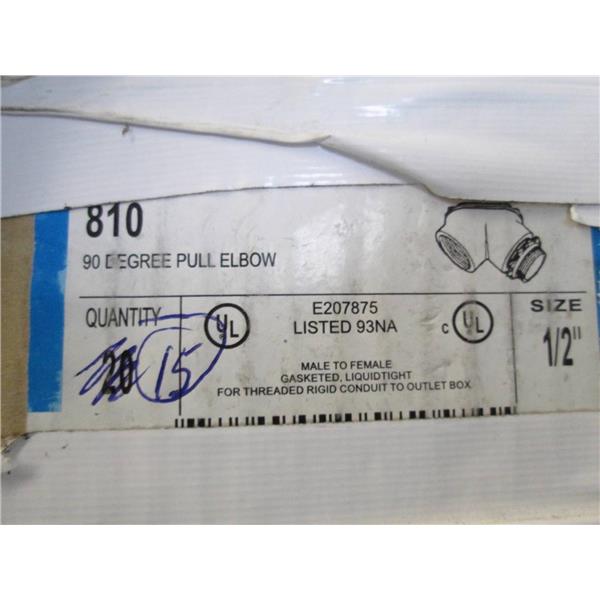 810
90 DEGREE PULL ELBOW
QUANTITY
20 15
UL
E207875
LISTED 93NA
c UL
MALE TO FEMALE
GASKETED, LIQUIDTIGHT
FOR THREADED RIGID CONDUIT TO OUTLET BOX
SIZE
1/2"